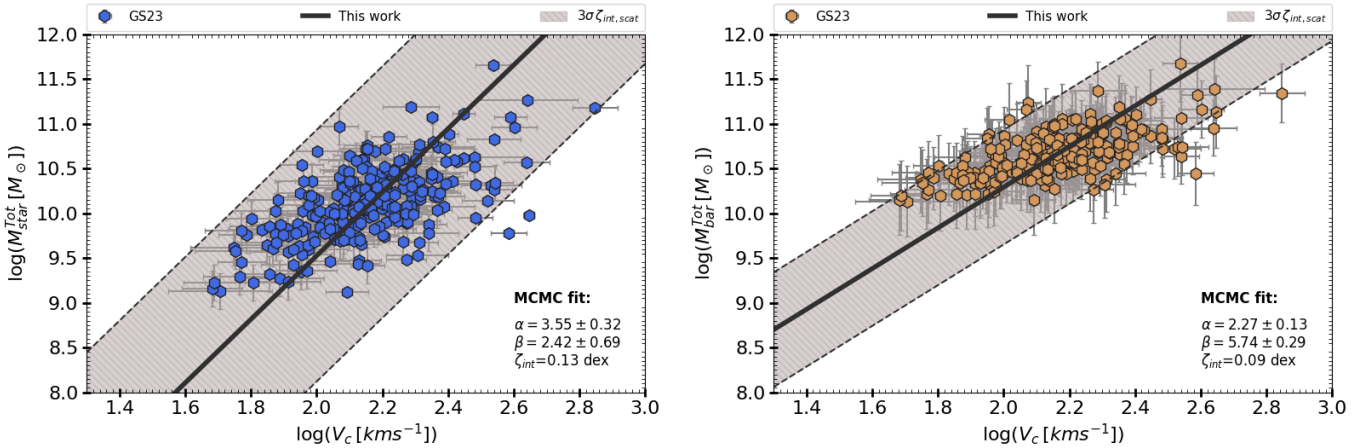 GS23 This work 3σζint,scat
12.0
11.5
11.0
10.5
10.0
9.5
9.0
8.5
8.0
log(M_star^Tot [M⊙])
MCMC fit:
α = 3.55 ± 0.32
β = 2.42 ± 0.69
ζint=0.13 dex
1.4 1.6 1.8 2.0 2.2 2.4 2.6 2.8 3.0
log(Vc [kms⁻¹])
GS23 This work 3σζint,scat
12.0
11.5
11.0
10.5
10.0
9.5
9.0
8.5
8.0
log(M_bar^Tot [M⊙])
MCMC fit:
α = 2.27 ± 0.13
β = 5.74 ± 0.29
ζint=0.09 dex
1.4 1.6 1.8 2.0 2.2 2.4 2.6 2.8 3.0
log(Vc [kms⁻¹])